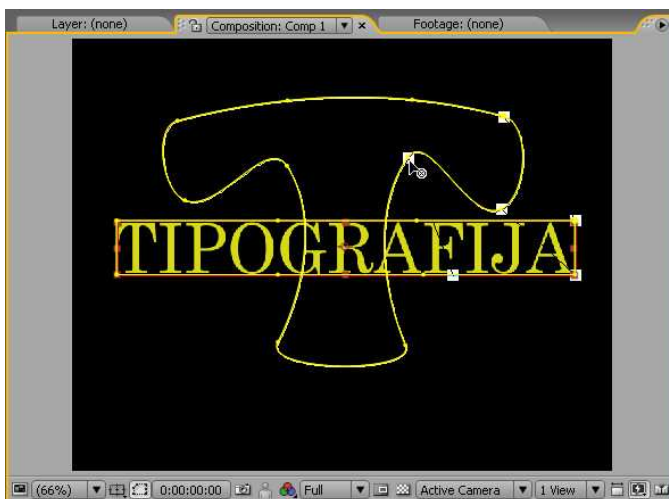 Layer: (none) Composition: Comp 1 Footage: (none)
TIPOGRAFIJA
(66%) 0:00:00:00 Full Active Camera 1 View